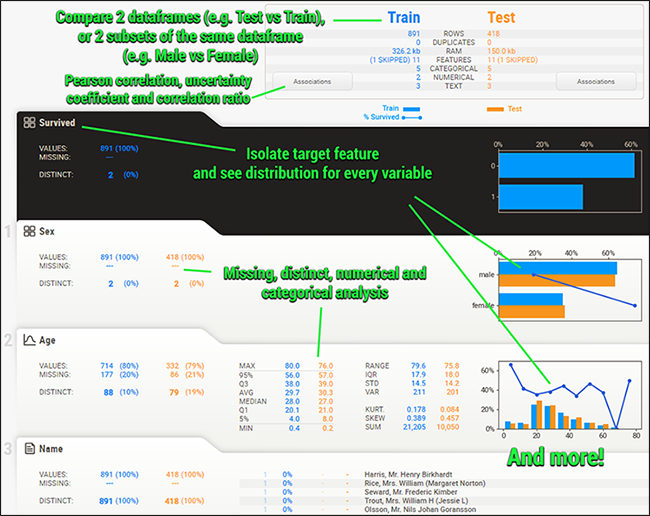 Compare 2 dataframes (e.g. Test vs Train),
or 2 subsets of the same dataframe
(e.g. Male vs Female)
Pearson correlation, uncertainty
coefficient and correlation ratio
Train Test
891 ROWS 418
0 DUPLICATES 0
326.2 kb RAM 150.0 kb
(1 SKIPPED) 11 FEATURES 11 (1 SKIPPED)
5 CATEGORICAL 5
2 NUMERICAL 2
3 TEXT 3
Associations Associations
Train Test
% Survived
Survived
VALUES: 891 (100%)
MISSING: ---
DISTINCT: 2 (0%)
Isolate target feature
and see distribution for every variable
0
1
0% 20% 40% 60%
1 Sex
VALUES: 891 (100%) 418 (100%)
MISSING: --- ---
DISTINCT: 2 (0%) 2 (0%)
Missing, distinct, numerical and
categorical analysis
20% 40% 60%
male
female
0% 20% 40% 60%
2 Age
VALUES: 714 (80%) 332 (79%)
MISSING: 177 (20%) 86 (21%)
DISTINCT: 88 (10%) 79 (19%)
MAX 80.0 76.0
95% 56.0 57.0
Q3 38.0 39.0
AVG 29.7 30.3
MEDIAN 28.0 27.0
Q1 20.1 21.0
5% 4.0 8.0
MIN 0.4 0.2
RANGE 79.6 75.8
IQR 17.9 18.0
STD 14.5 14.2
VAR 211 201
KURT. 0.178 0.084
SKEW 0.389 0.457
SUM 21,205 10,050
60%
40%
20%
0%
0 10 20 30 40 50 60 70 80
And more!
3 Name
VALUES: 891 (100%) 418 (100%)
MISSING: --- ---
DISTINCT: 891 (100%) 418 (100%)
1 0% - - Harris, Mr. Henry Birkhardt
1 0% - - Rice, Mrs. William (Margaret Norton)
1 0% - - Seward, Mr. Frederic Kimber
1 0% - - Trout, Mrs. William H (Jessie L)
1 0% - - Olsson, Mr. Nils Johan Goransson